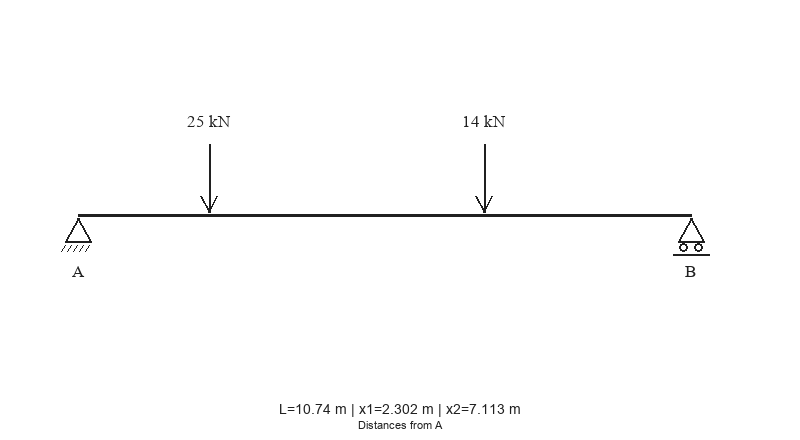 25 kN 14 kN
A B
L=10.74 m | x1=2.302 m | x2=7.113 m
Distances from A